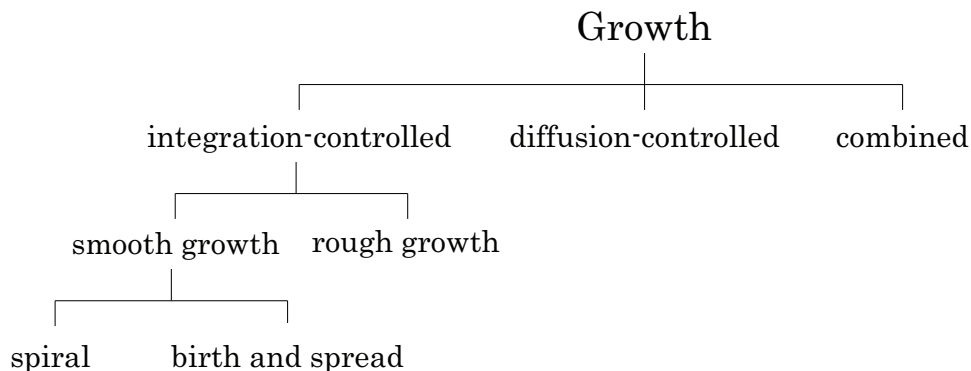 Growth
integration-controlled diffusion-controlled combined
smooth growth rough growth
spiral birth and spread